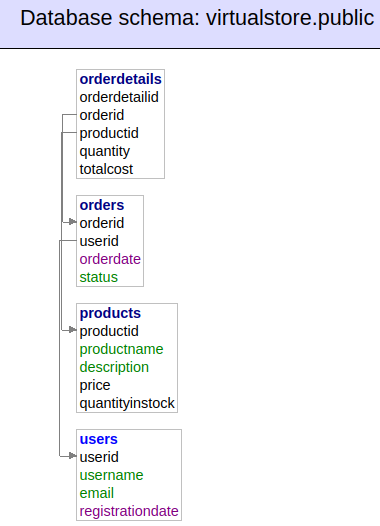 Database schema: virtualstore.public
orderdetails
orderdetailid
orderid
productid
quantity
totalcost
orders
orderid
userid
orderdate
status
products
productid
productname
description
price
quantityinstock
users
userid
username
email
registrationdate